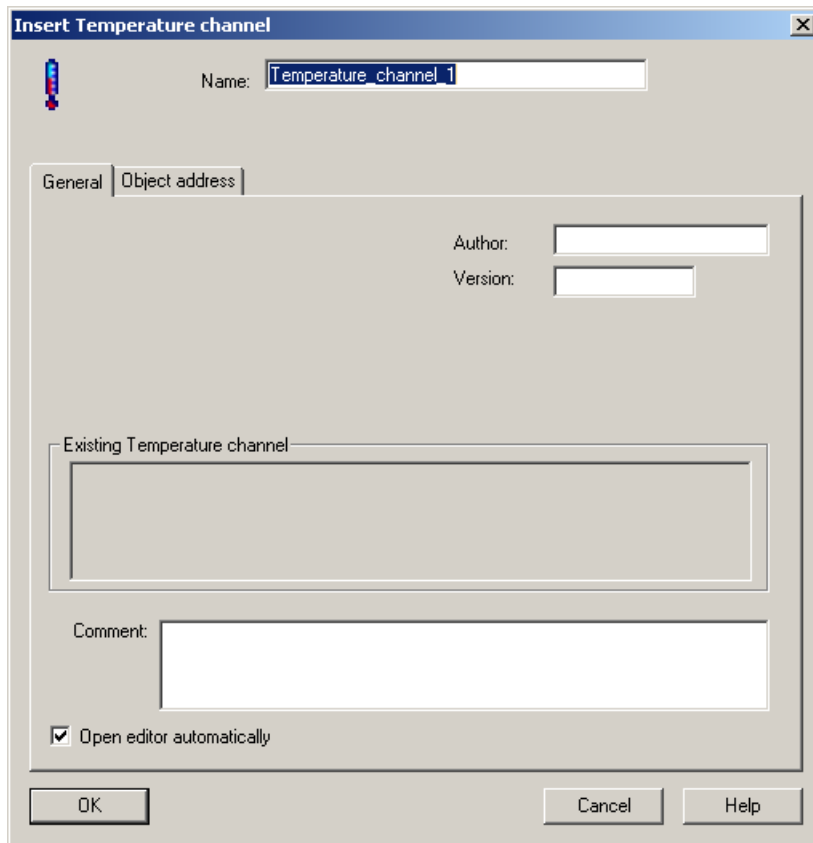 Insert Temperature channel
Name: Temperature_channel_1
General Object address
Author:
Version:
Existing Temperature channel
Comment:
Open editor automatically
OK Cancel Help